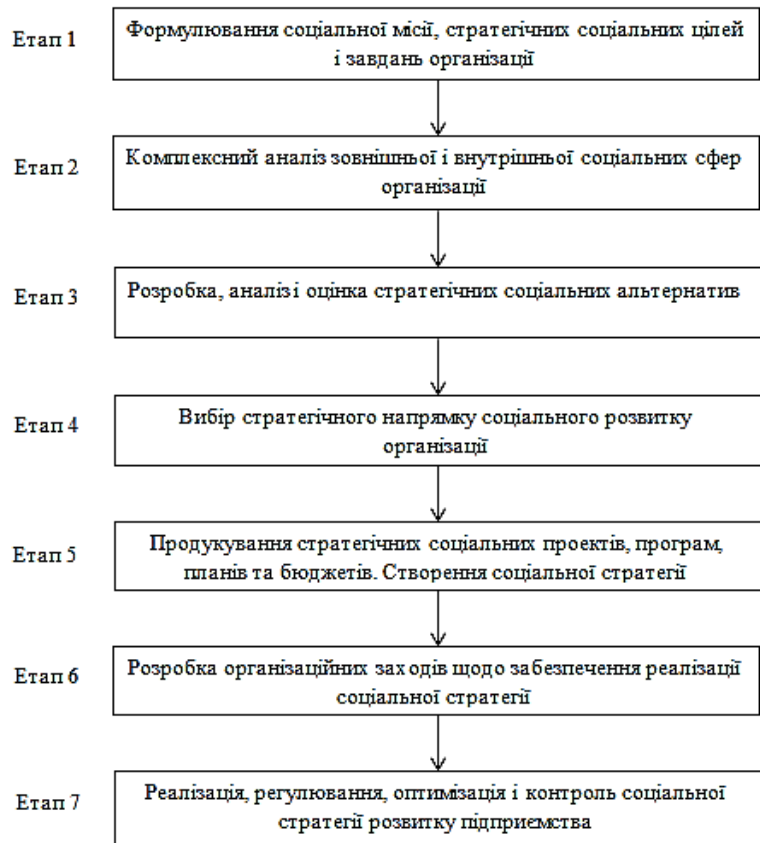 Етап 1
Формулювання соціальної місії, стратегічних соціальних цілей
і завдань організації
Етап 2
Комплексний аналіз зовнішньої і внутрішньої соціальних сфер
організації
Етап 3
Розробка, аналіз і оцінка стратегічних соціальних альтернатив
Етап 4
Вибір стратегічного напрямку соціального розвитку
організації
Етап 5
Продукування стратегічних соціальних проектів, програм,
планів та бюджетів. Створення соціальної стратегії
Етап 6
Розробка організаційних заходів щодо забезпечення реалізації
соціальної стратегії
Етап 7
Реалізація, регулювання, оптимізація і контроль соціальної
стратегії розвитку підприємства